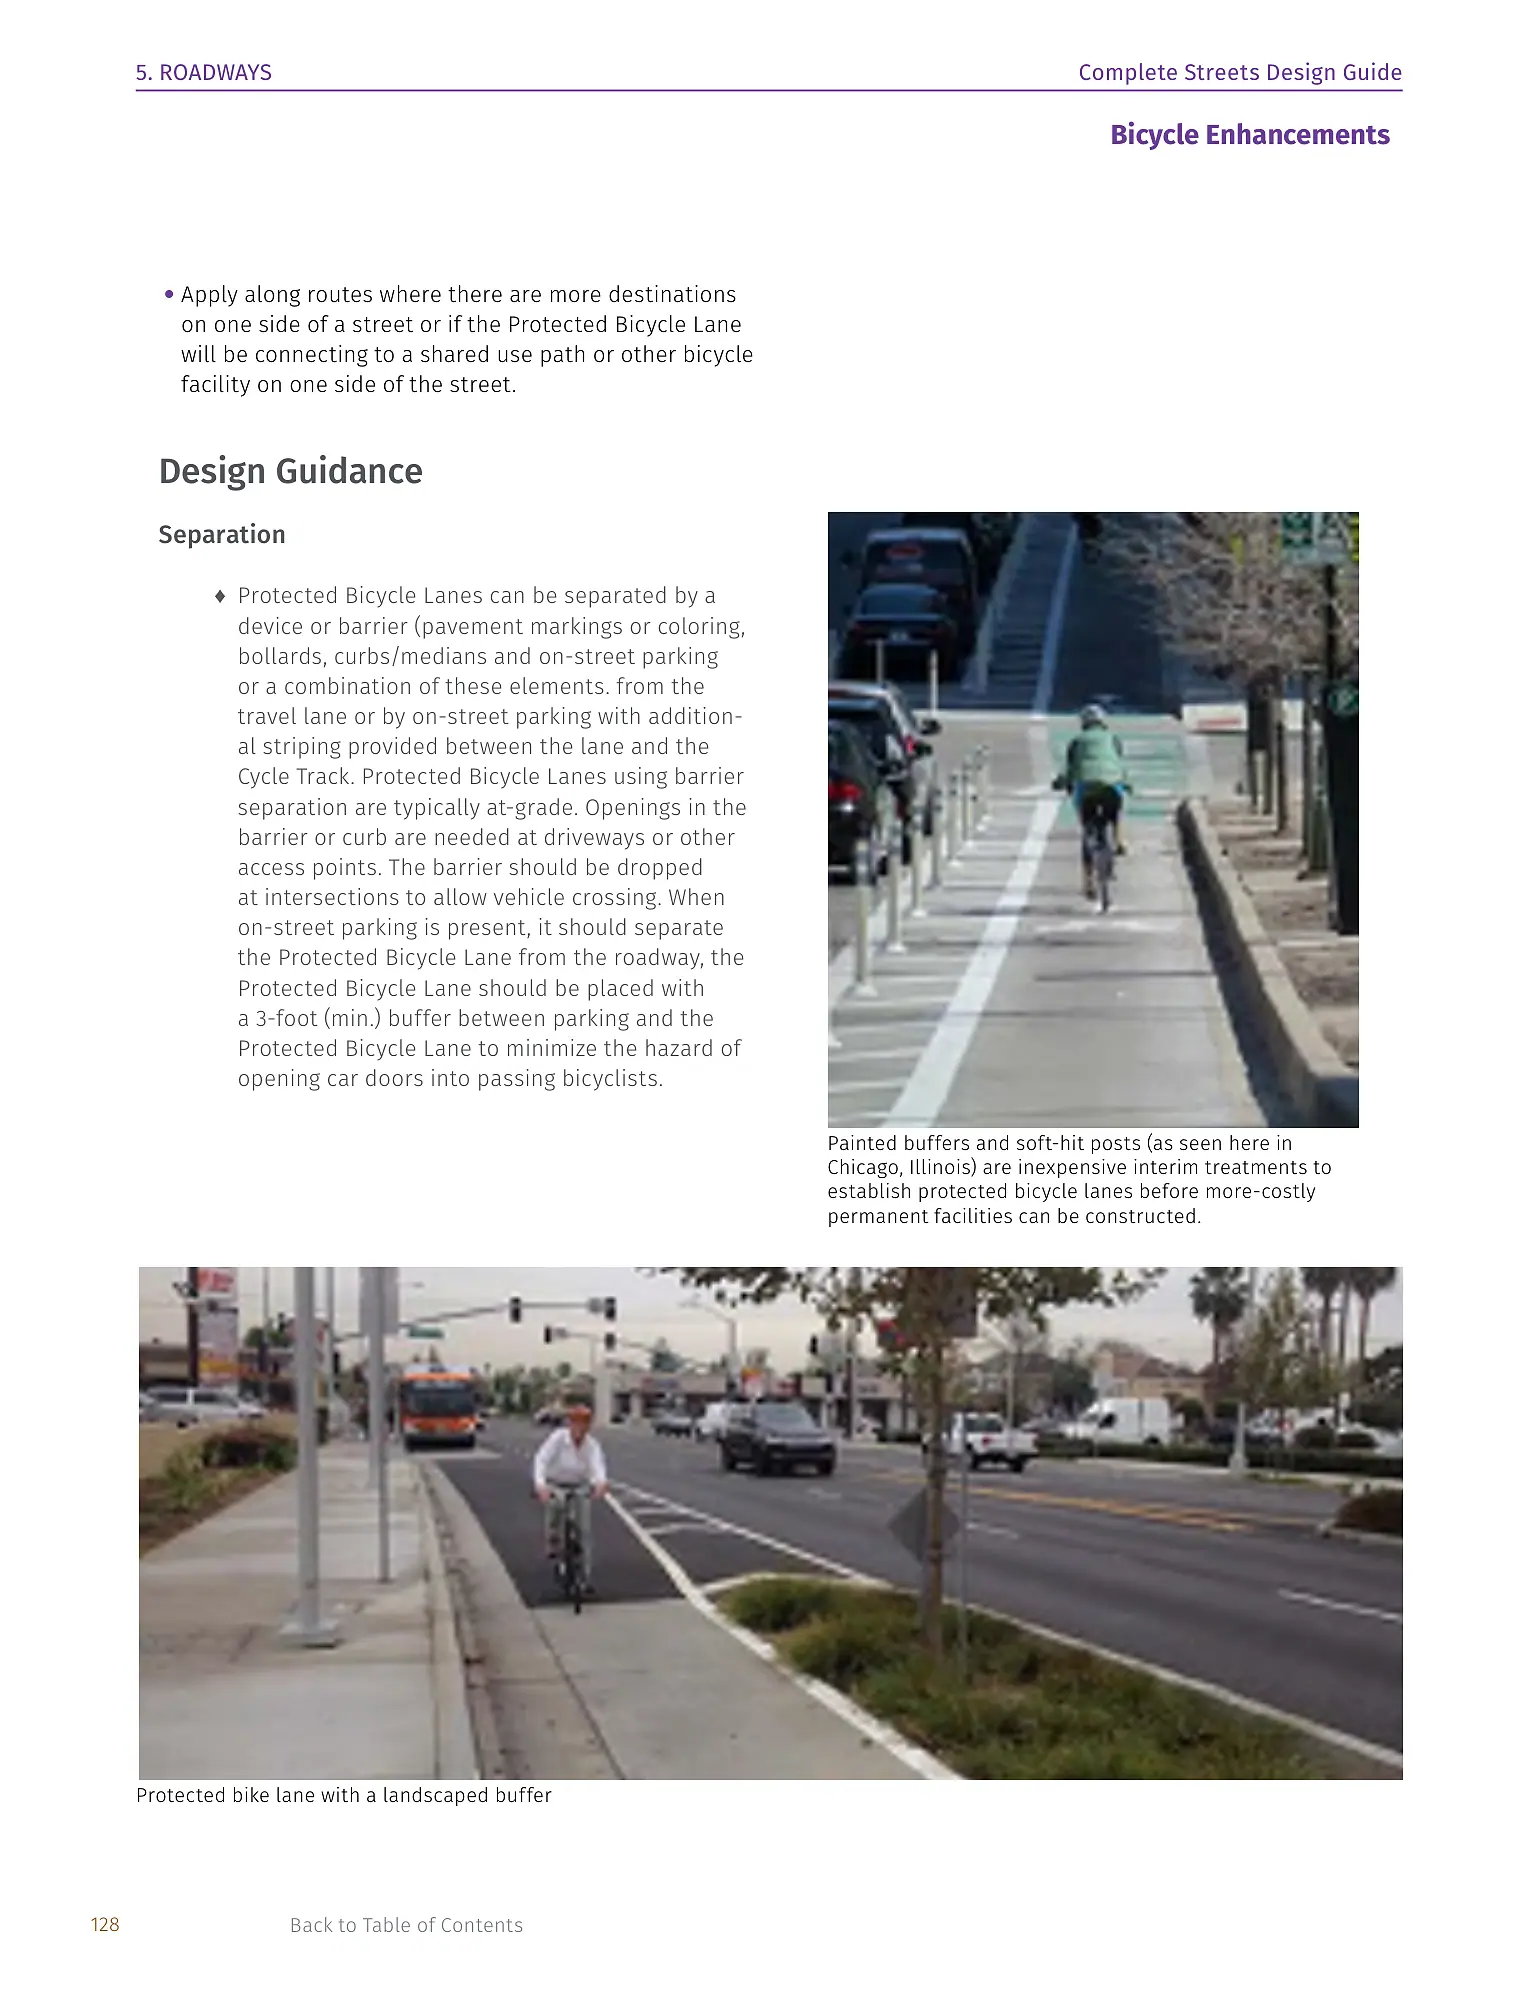 5. ROADWAYS
Complete Streets Design Guide
Bicycle Enhancements
• Apply along routes where there are more destinations
on one side of a street or if the Protected Bicycle Lane
will be connecting to a shared use path or other bicycle
facility on one side of the street.
Design Guidance
Separation
♦ Protected Bicycle Lanes can be separated by a
device or barrier (pavement markings or coloring,
bollards, curbs/medians and on-street parking
or a combination of these elements. from the
travel lane or by on-street parking with addition-
al striping provided between the lane and the
Cycle Track. Protected Bicycle Lanes using barrier
separation are typically at-grade. Openings in the
barrier or curb are needed at driveways or other
access points. The barrier should be dropped
at intersections to allow vehicle crossing. When
on-street parking is present, it should separate
the Protected Bicycle Lane from the roadway, the
Protected Bicycle Lane should be placed with
a 3-foot (min.) buffer between parking and the
Protected Bicycle Lane to minimize the hazard of
opening car doors into passing bicyclists.
Painted buffers and soft-hit posts (as seen here in
Chicago, Illinois) are inexpensive interim treatments to
establish protected bicycle lanes before more-costly
permanent facilities can be constructed.
Protected bike lane with a landscaped buffer
128
Back to Table of Contents